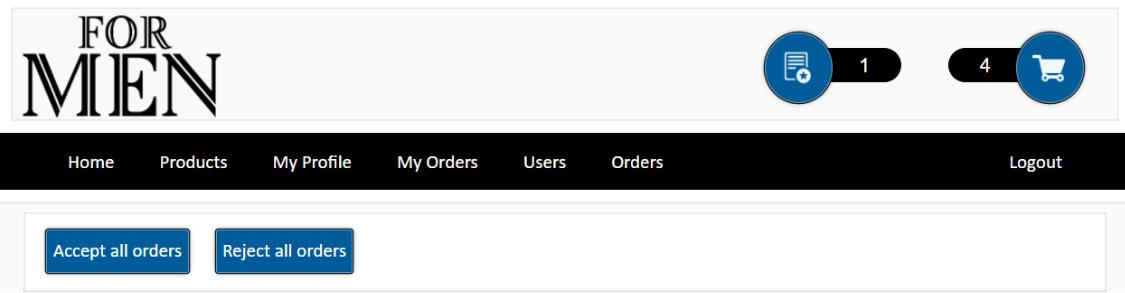 FOR
MEN
1
4
Home Products My Profile My Orders Users Orders Logout
Accept all orders Reject all orders